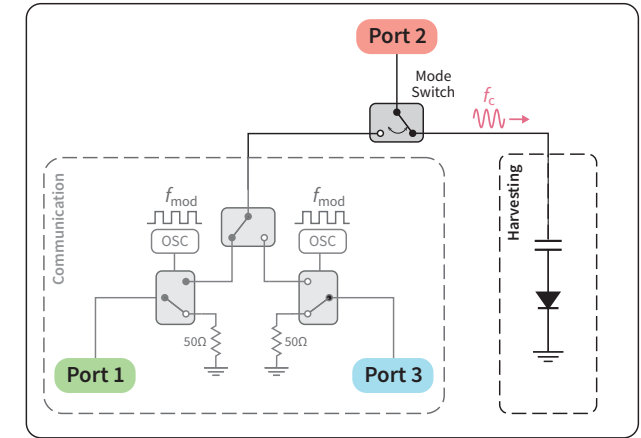 Port 2
Mode
Switch
fc
Communication
Harvesting
fmod
fmod
OSC
OSC
50Ω
50Ω
Port 1
Port 3